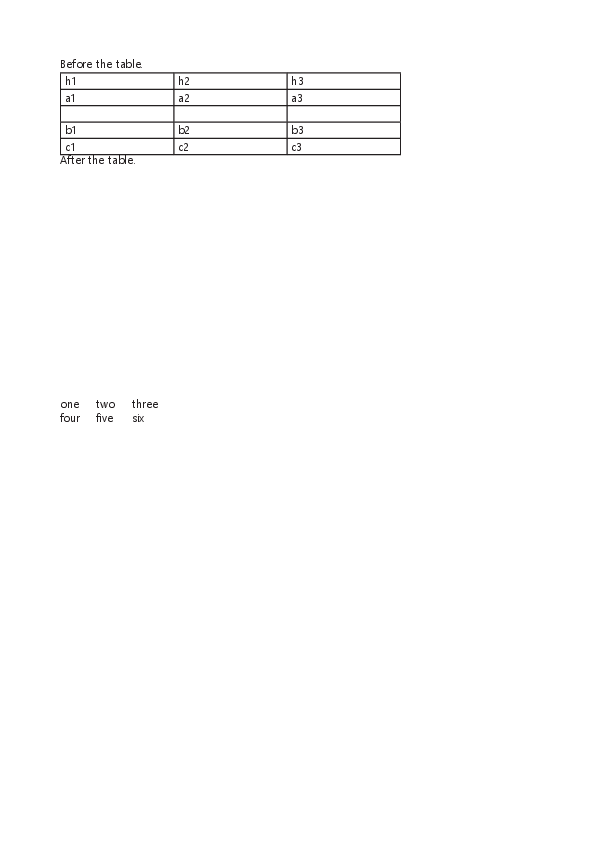 Before the table.
h1 h2 h3
a1 a2 a3
b1 b2 b3
c1 c2 c3
After the table.
one two three
four five six